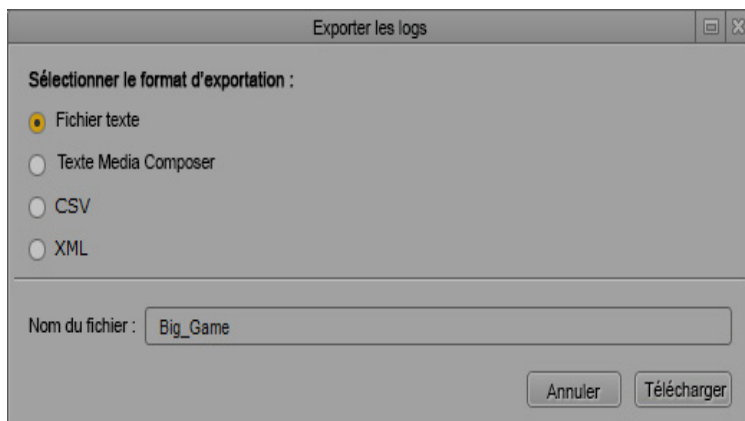 Exporter les logs
Sélectionner le format d'exportation :
Fichier texte
Texte Media Composer
CSV
XML
Nom du fichier : Big_Game
Annuler Télécharger